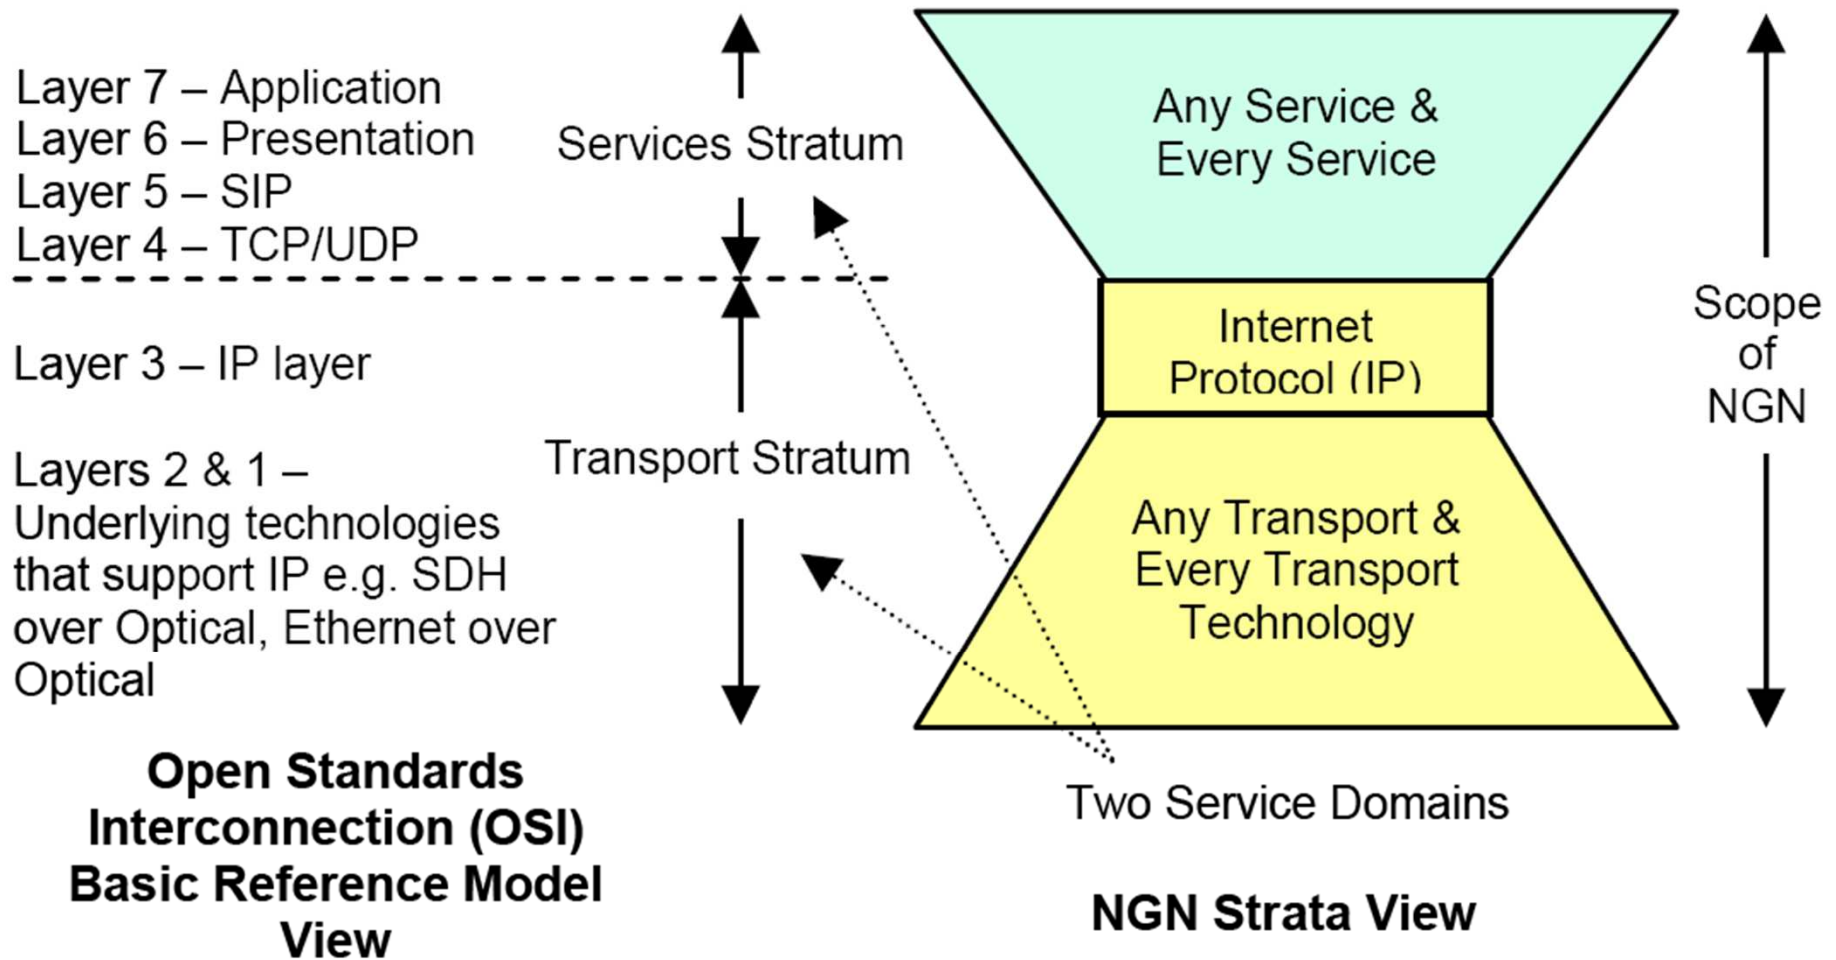 Layer 7 – Application
Layer 6 – Presentation
Layer 5 – SIP
Layer 4 – TCP/UDP
Layer 3 – IP layer
Layers 2 & 1 –
Underlying technologies
that support IP e.g. SDH
over Optical, Ethernet over
Optical
Open Standards
Interconnection (OSI)
Basic Reference Model
View
Services Stratum
Transport Stratum
Any Service &
Every Service
Internet
Protocol (IP)
Any Transport &
Every Transport
Technology
Two Service Domains
NGN Strata View
Scope
of
NGN